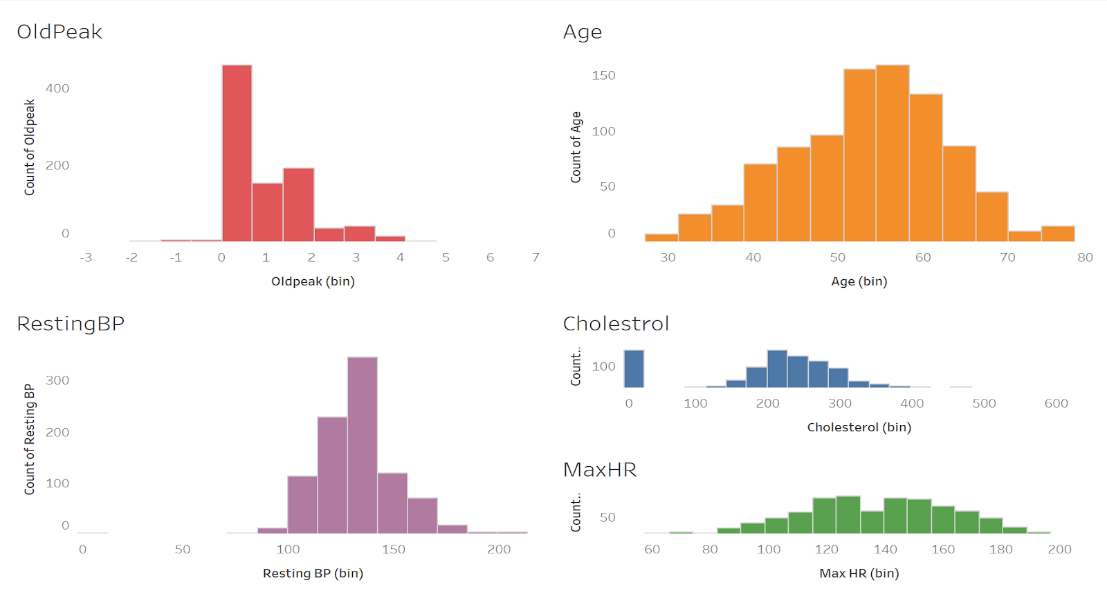 OldPeak
Count of Oldpeak
400
200
0
-3 -2 -1 0 1 2 3 4 5 6 7
Oldpeak (bin)
Age
Count of Age
150
100
50
0
30 40 50 60 70 80
Age (bin)
RestingBP
Count of Resting BP
300
200
100
0
0 50 100 150 200
Resting BP (bin)
Cholestrol
Count..
100
0 100 200 300 400 500 600
Cholesterol (bin)
MaxHR
Count..
50
60 80 100 120 140 160 180 200
Max HR (bin)